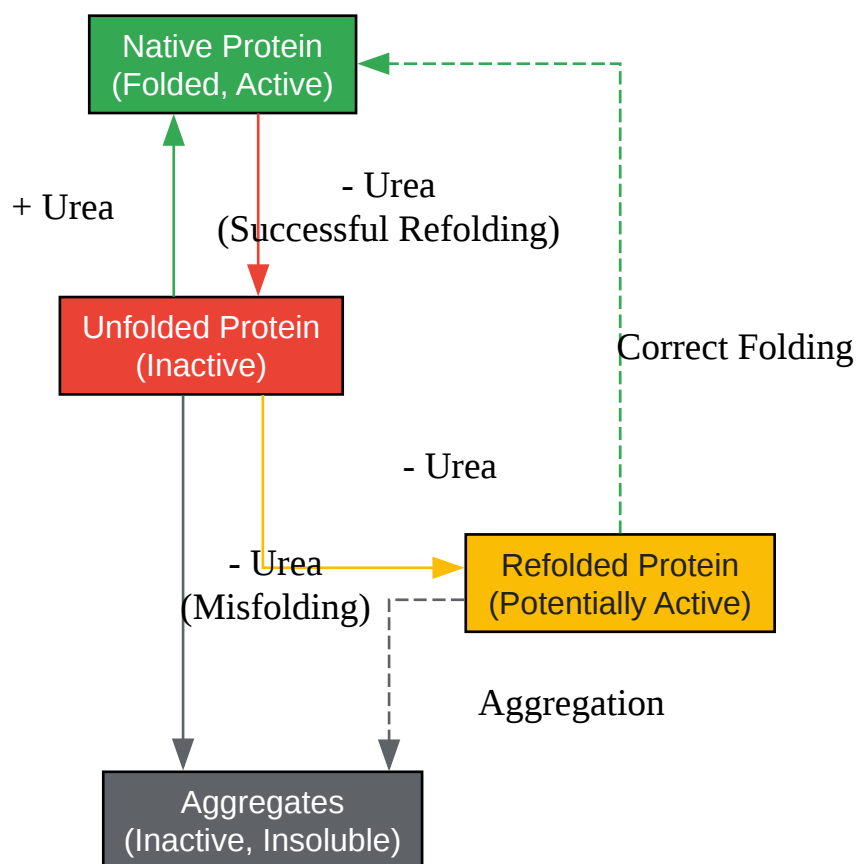 Native Protein
(Folded, Active)
+ Urea
- Urea
(Successful Refolding)
Unfolded Protein
(Inactive)
Correct Folding
- Urea
- Urea
(Misfolding)
Refolded Protein
(Potentially Active)
Aggregation
Aggregates
(Inactive, Insoluble)